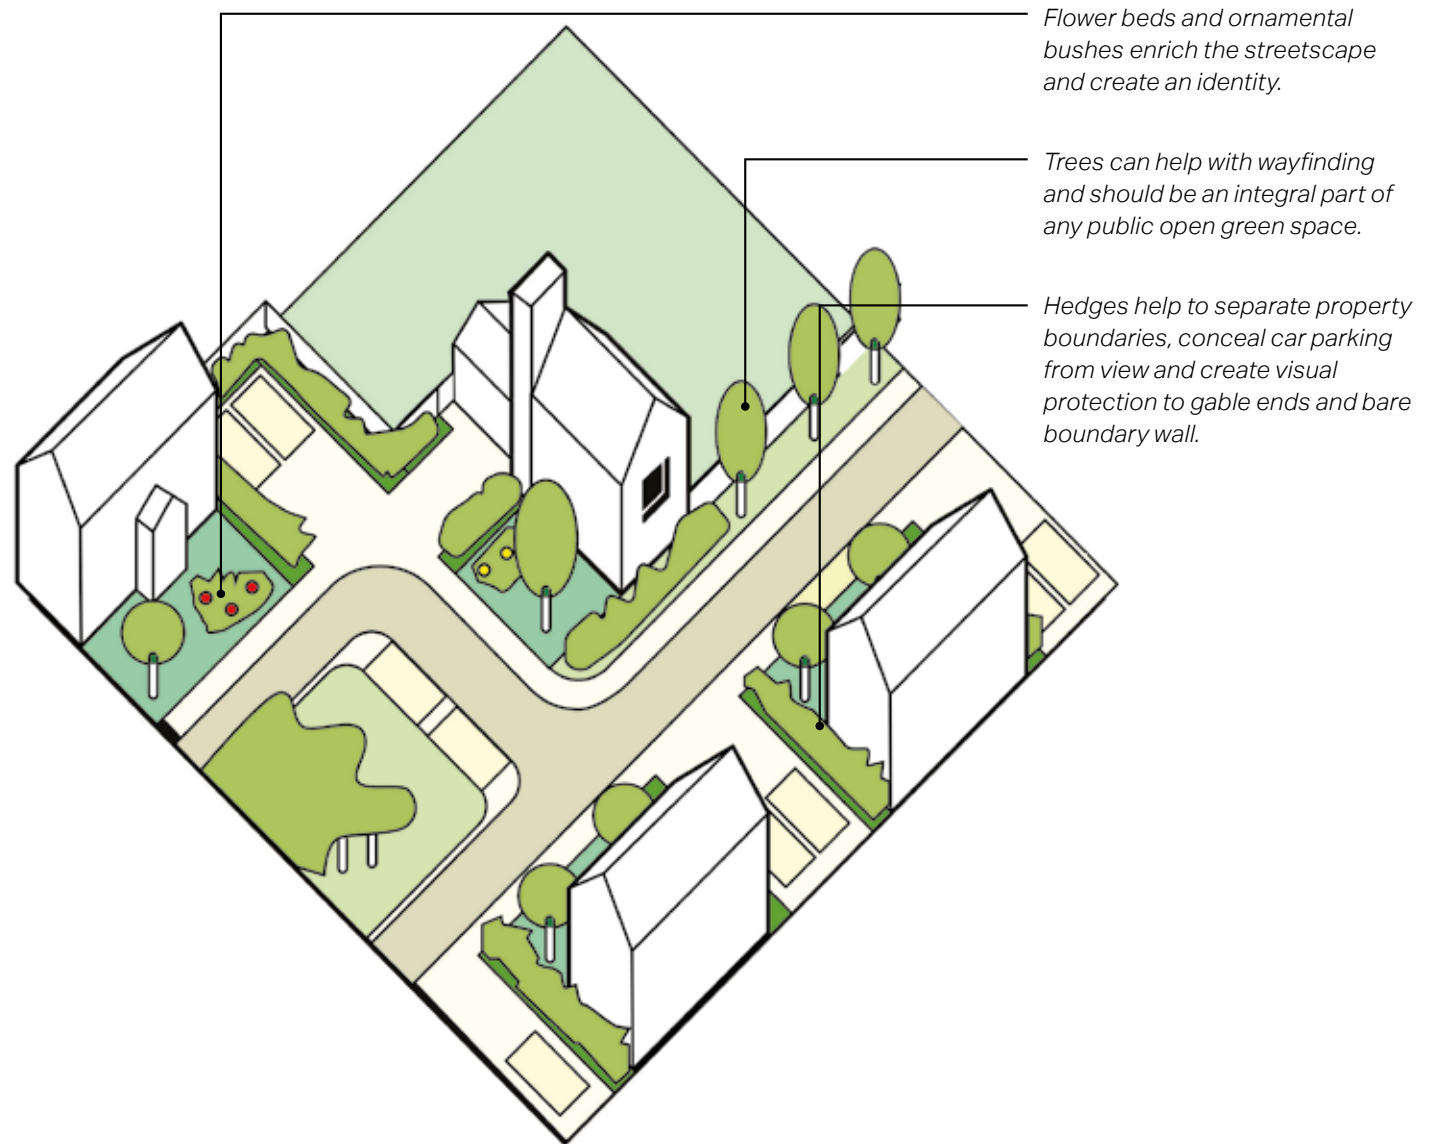 Flower beds and ornamental
bushes enrich the streetscape
and create an identity.
Trees can help with wayfinding
and should be an integral part of
any public open green space.
Hedges help to separate property
boundaries, conceal car parking
from view and create visual
protection to gable ends and bare
boundary wall.